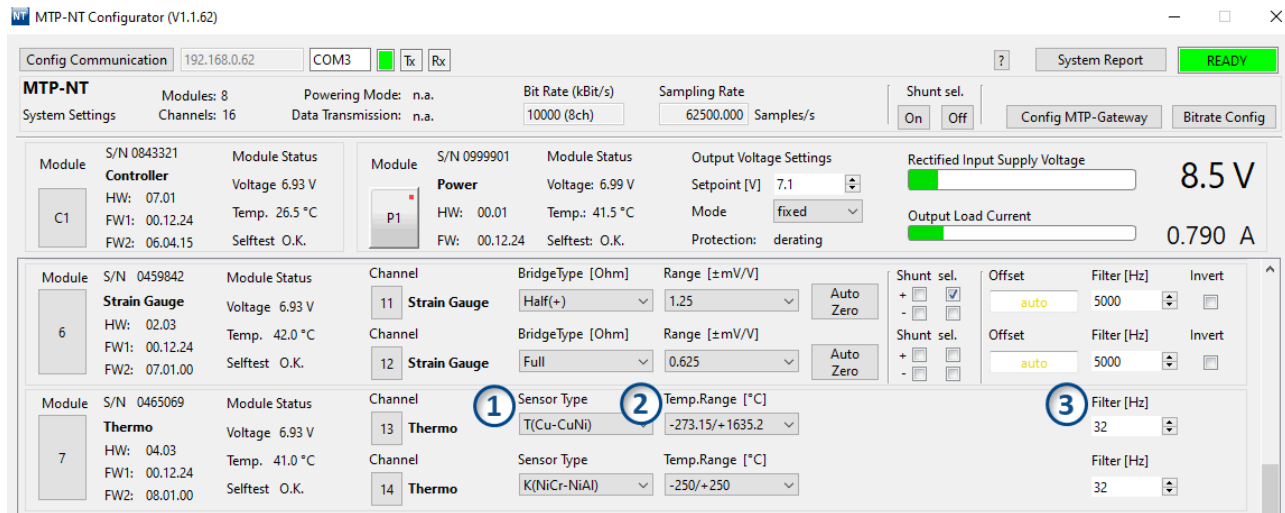 NT MTP-NT Configurator (V1.1.62)
Config Communication 192.168.0.62 COM3 Tx Rx ? System Report READY
MTP-NT Modules: 8 Powering Mode: n.a. Bit Rate (kBit/s) Sampling Rate Shunt sel.
System Settings Channels: 16 Data Transmission: n.a. 10000 (8ch) 62500.000 Samples/s On Off Config MTP-Gateway Bitrate Config
Module S/N 0843321 Module Status
Controller Voltage 6.93 V
HW: 07.01
C1 FW1: 00.12.24 Temp. 26.5 °C
FW2: 06.04.15 Selftest O.K.
Module S/N 0999901 Module Status Output Voltage Settings
Power Voltage: 6.99 V Setpoint [V] 7.1
P1 HW: 00.01 Temp.: 41.5 °C Mode fixed
FW: 00.12.24 Selftest: O.K. Protection: derating
Rectified Input Supply Voltage 8.5 V
Output Load Current 0.790 A
Module S/N 0459842 Module Status
Strain Gauge Voltage 6.93 V
HW: 02.03
6 FW1: 00.12.24 Temp. 42.0 °C
FW2: 07.01.00 Selftest O.K.
Channel BridgeType [Ohm] Range [±mV/V] Shunt sel. Offset Filter [Hz] Invert
11 Strain Gauge Half(+) 1.25 Auto Zero + - auto 5000
Channel BridgeType [Ohm] Range [±mV/V] Shunt sel. Offset Filter [Hz] Invert
12 Strain Gauge Full 0.625 Auto Zero + - auto 5000
Module S/N 0465069 Module Status
Thermo Voltage 6.93 V
HW: 04.03
7 FW1: 00.12.24 Temp. 41.0 °C
FW2: 08.01.00 Selftest O.K.
Channel 1 Sensor Type 2 Temp.Range [°C] 3 Filter [Hz]
13 Thermo T(Cu-CuNi) -273.15/+1635.2 32
Channel Sensor Type Temp.Range [°C] Filter [Hz]
14 Thermo K(NiCr-NiAl) -250/+250 32